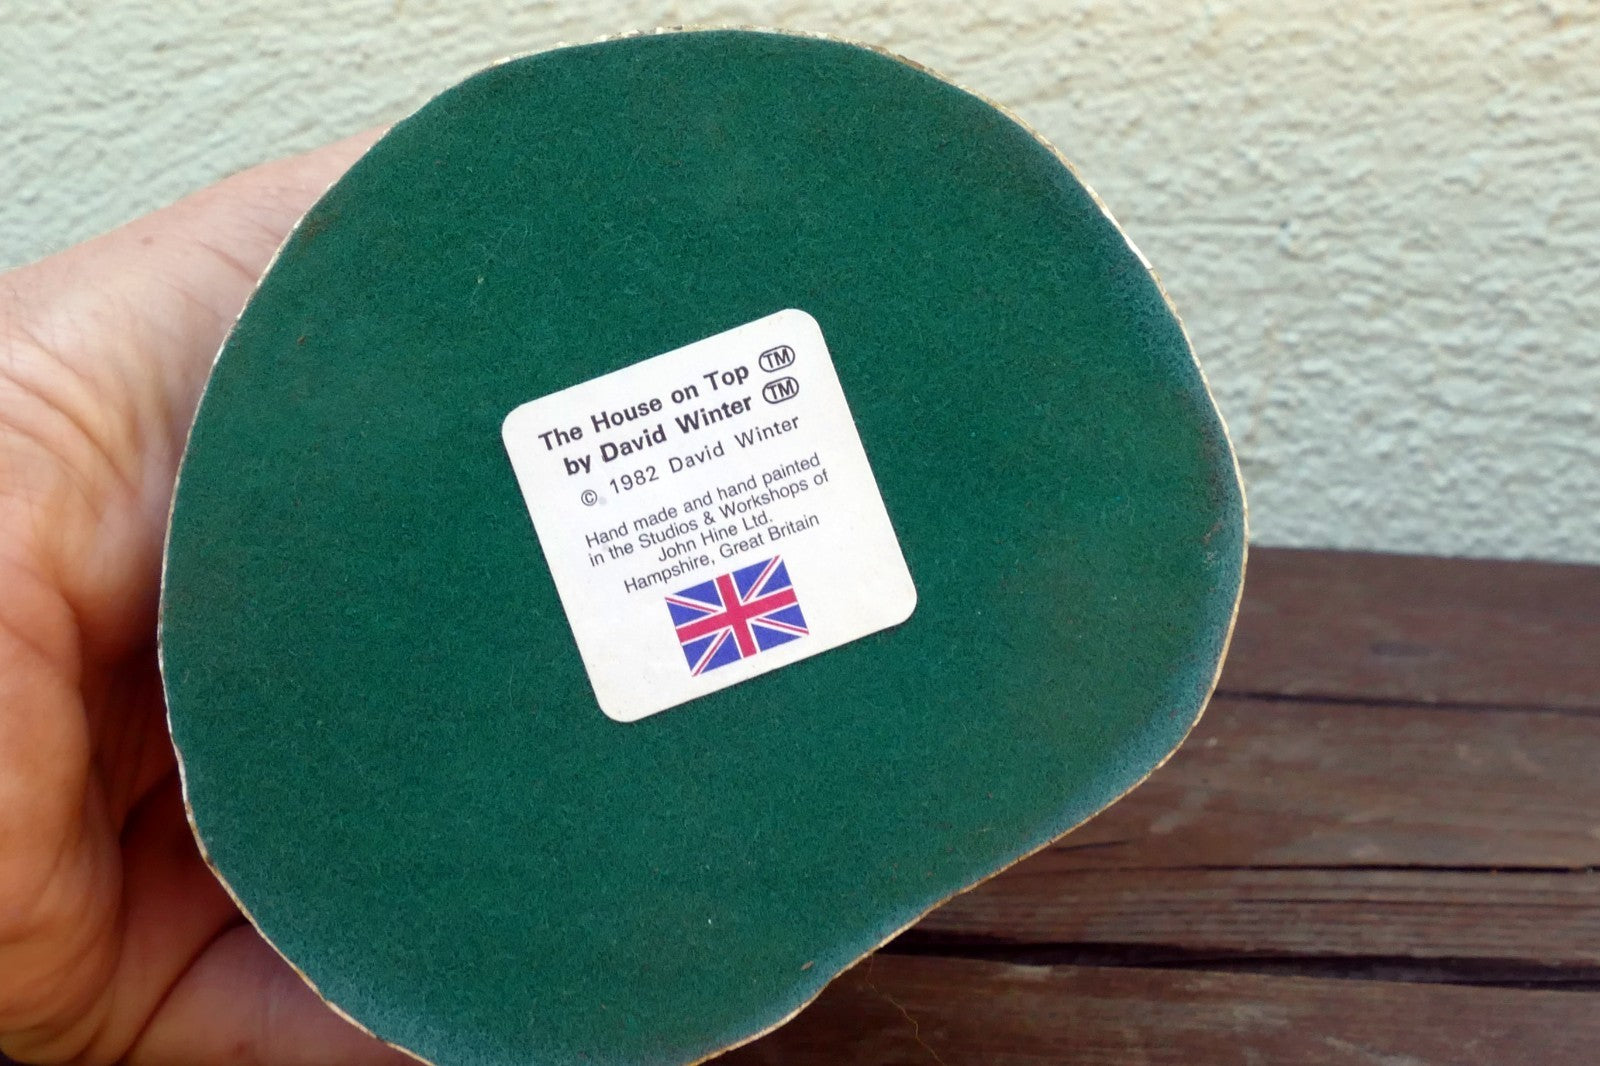 The House on Top TM
by David Winter TM
© 1982 David Winter
Hand made and hand painted
in the Studios & Workshops of
John Hine Ltd.
Hampshire, Great Britain